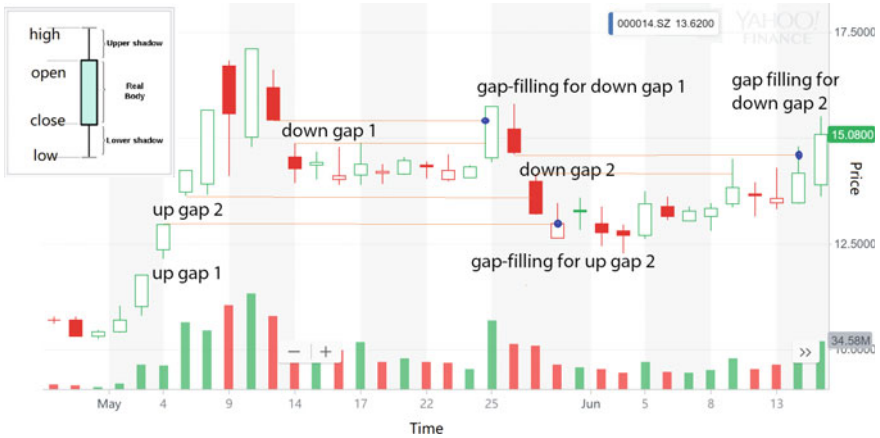 high
Upper shadow
open
Real
Body
close
Lower shadow
low
000014.SZ 13.6200
YAHOO!
FINANCE
17.5000
gap-filling for down gap 1
gap filling for
down gap 2
down gap 1
15.0800
down gap 2
Price
up gap 2
12.5000
up gap 1
gap-filling for up gap 2
34.58M
10.0000
− +
»
May 4 9 14 17 22 25 Jun 5 8 13
Time